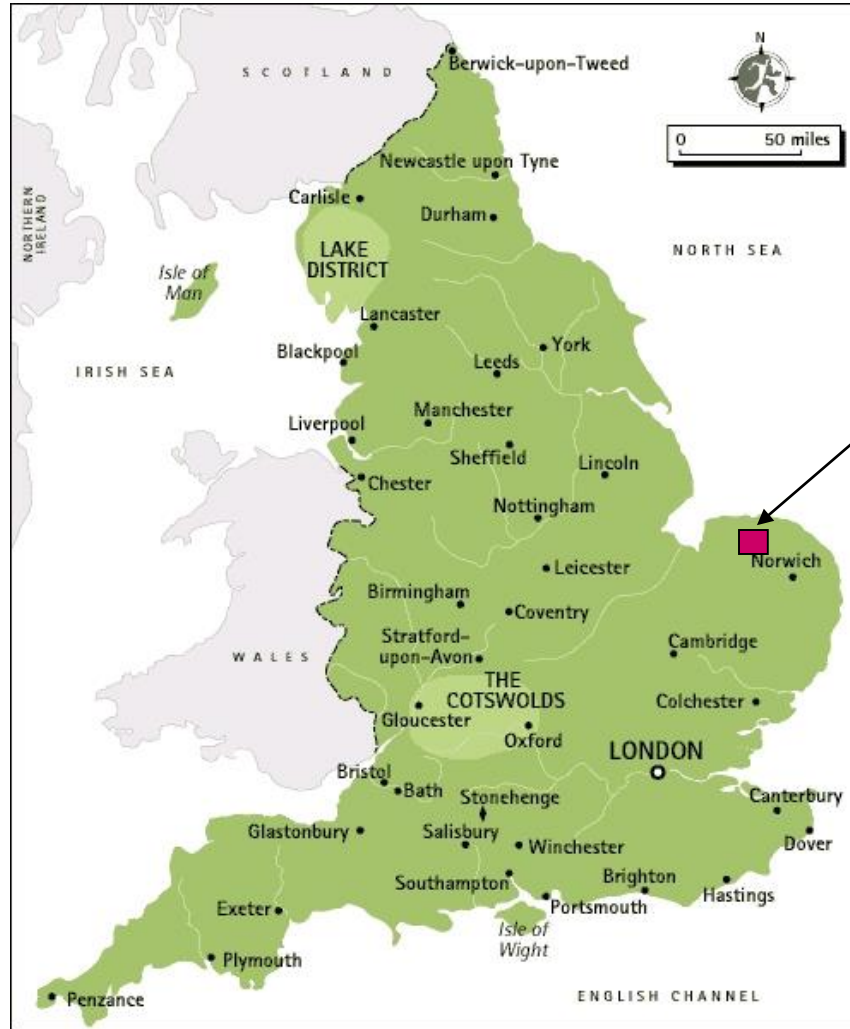 SCOTLAND
Berwick-upon-Tweed
N
0 50 miles
Newcastle upon Tyne
Carlisle
Durham
NORTHERN
IRELAND
LAKE
DISTRICT
NORTH SEA
Isle of
Man
Lancaster
York
Blackpool
Leeds
IRISH SEA
Manchester
Liverpool
Sheffield
Lincoln
Chester
Nottingham
Norwich
Leicester
Birmingham
Coventry
Stratford-
upon-Avon
Cambridge
WALES
THE
COTSWOLDS
Colchester
Gloucester
Oxford
LONDON
Bristol
Bath
Stonehenge
Canterbury
Glastonbury
Salisbury
Winchester
Dover
Southampton
Brighton
Hastings
Portsmouth
Exeter
Isle of
Wight
Plymouth
Penzance
ENGLISH CHANNEL